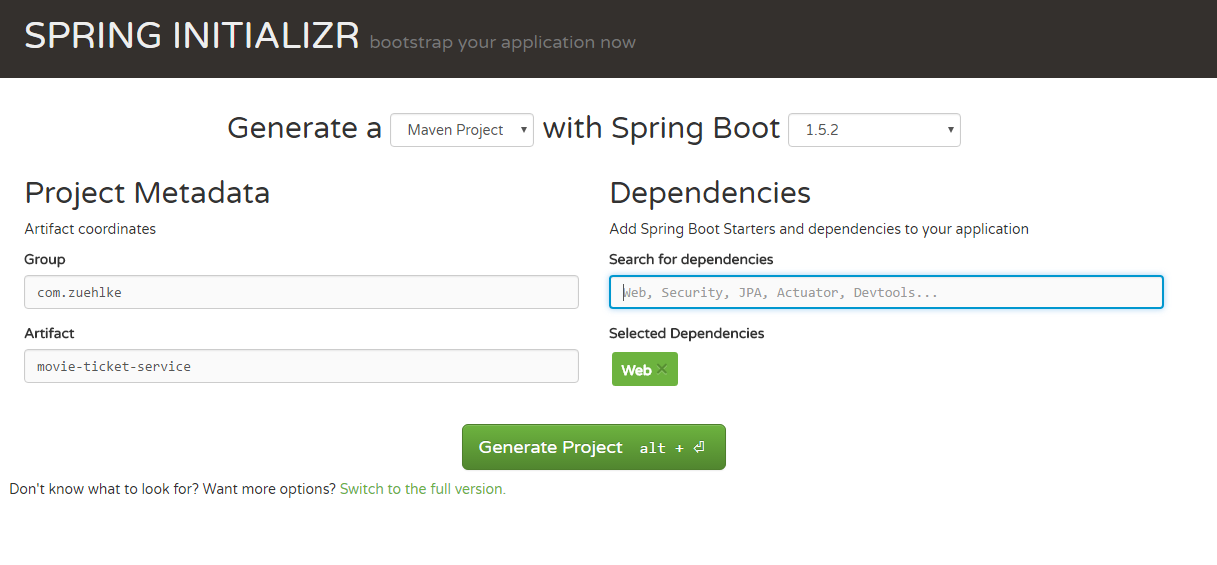 SPRING INITIALIZR bootstrap your application now
Generate a Maven Project with Spring Boot 1.5.2
Project Metadata
Artifact coordinates
Group
com.zuehlke
Artifact
movie-ticket-service
Dependencies
Add Spring Boot Starters and dependencies to your application
Search for dependencies
Web, Security, JPA, Actuator, Devtools...
Selected Dependencies
Web ×
Generate Project alt + ⏎
Don't know what to look for? Want more options? Switch to the full version.